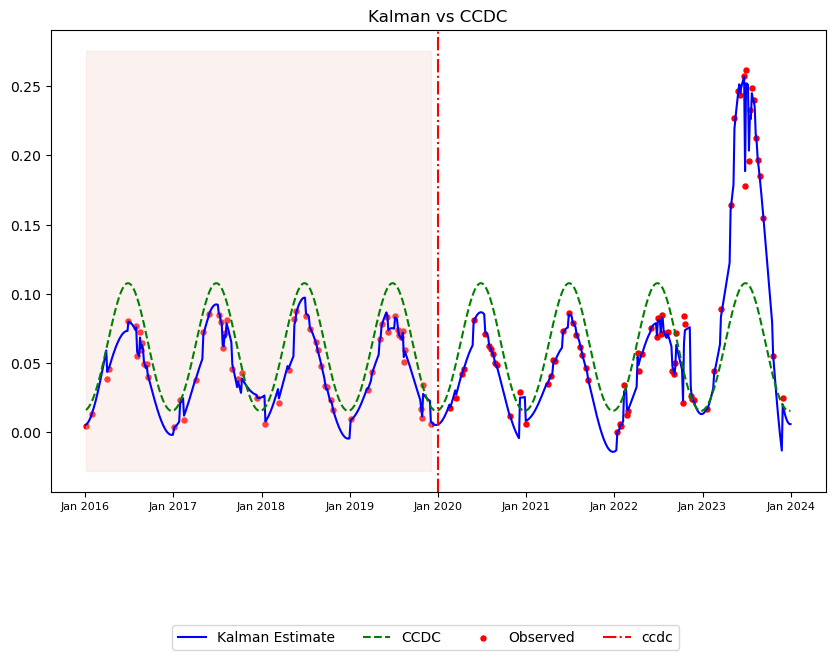 Kalman vs CCDC
0.25
0.20
0.15
0.10
0.05
0.00
Jan 2016 Jan 2017 Jan 2018 Jan 2019 Jan 2020 Jan 2021 Jan 2022 Jan 2023 Jan 2024
Kalman Estimate CCDC Observed ccdc